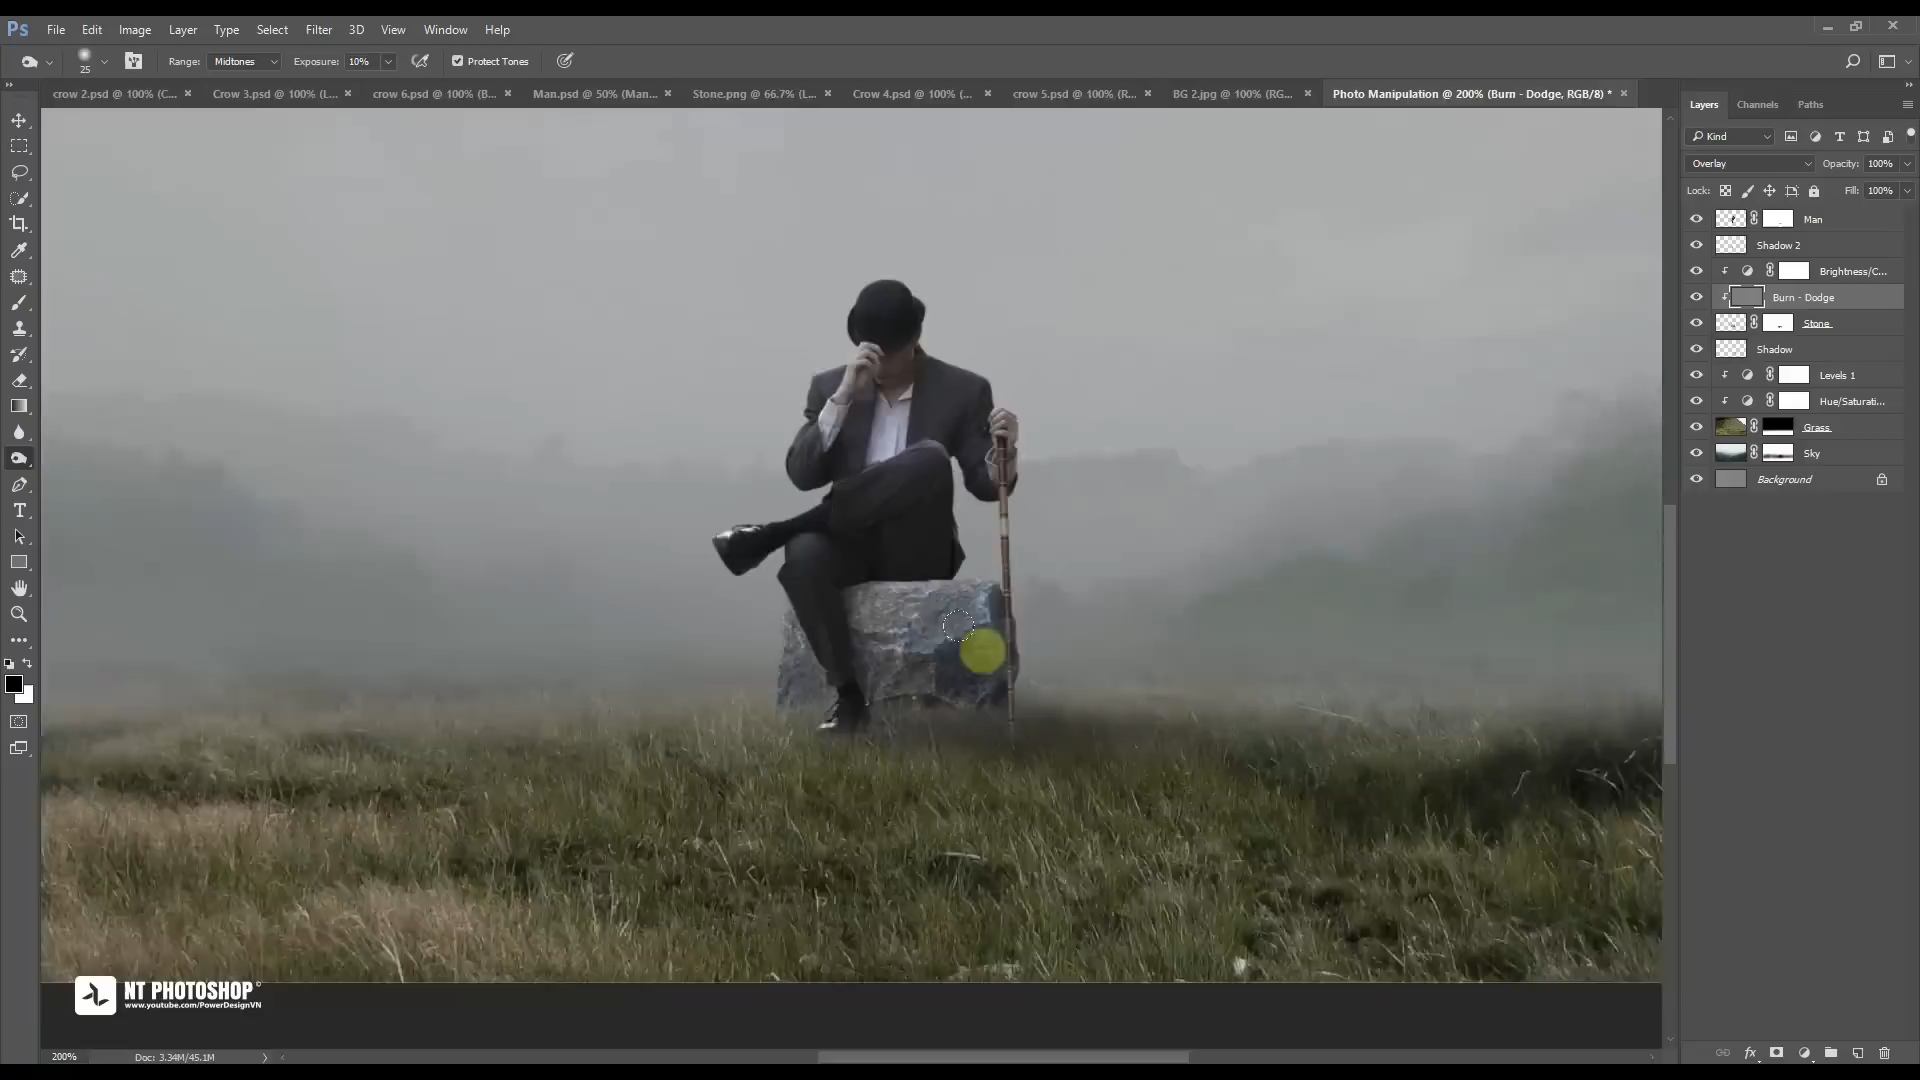 Ps File Edit Image Layer Type Select Filter 3D View Window Help
25 Range: Midtones Exposure: 10% Protect Tones
crow 2.psd @ 100% (C... Crow 3.psd @ 100% (L... crow 6.psd @ 100% (B... Man.psd @ 50% (Man... Stone.png @ 66.7% (L... Crow 4.psd @ 100% (... crow 5.psd @ 100% (R... BG 2.jpg @ 100% (RG... Photo Manipulation @ 200% (Burn - Dodge, RGB/8) *
Layers Channels Paths
Kind
Overlay Opacity: 100%
Lock: Fill: 100%
Man
Shadow 2
Brightness/C...
Burn - Dodge
Stone
Shadow
Levels 1
Hue/Saturati...
Grass
Sky
Background
NT PHOTOSHOP©
www.youtube.com/PowerDesignVN
200% Doc: 3.34M/45.1M